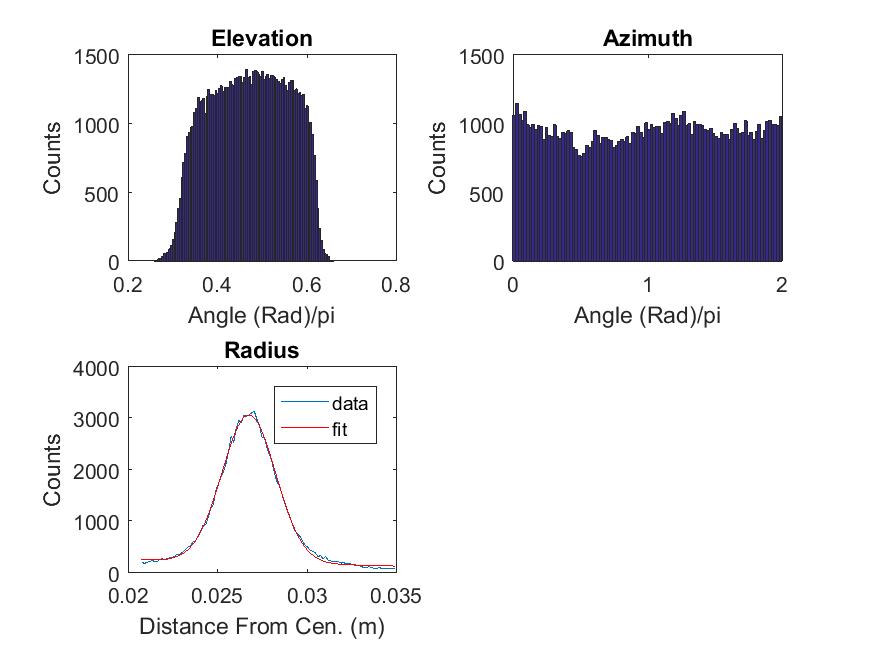 Elevation
1500
1000
500
0
Counts
0.2 0.4 0.6 0.8
Angle (Rad)/pi
Azimuth
1500
1000
500
0
Counts
0 1 2
Angle (Rad)/pi
Radius
4000
3000
2000
1000
0
Counts
data
fit
0.02 0.025 0.03 0.035
Distance From Cen. (m)